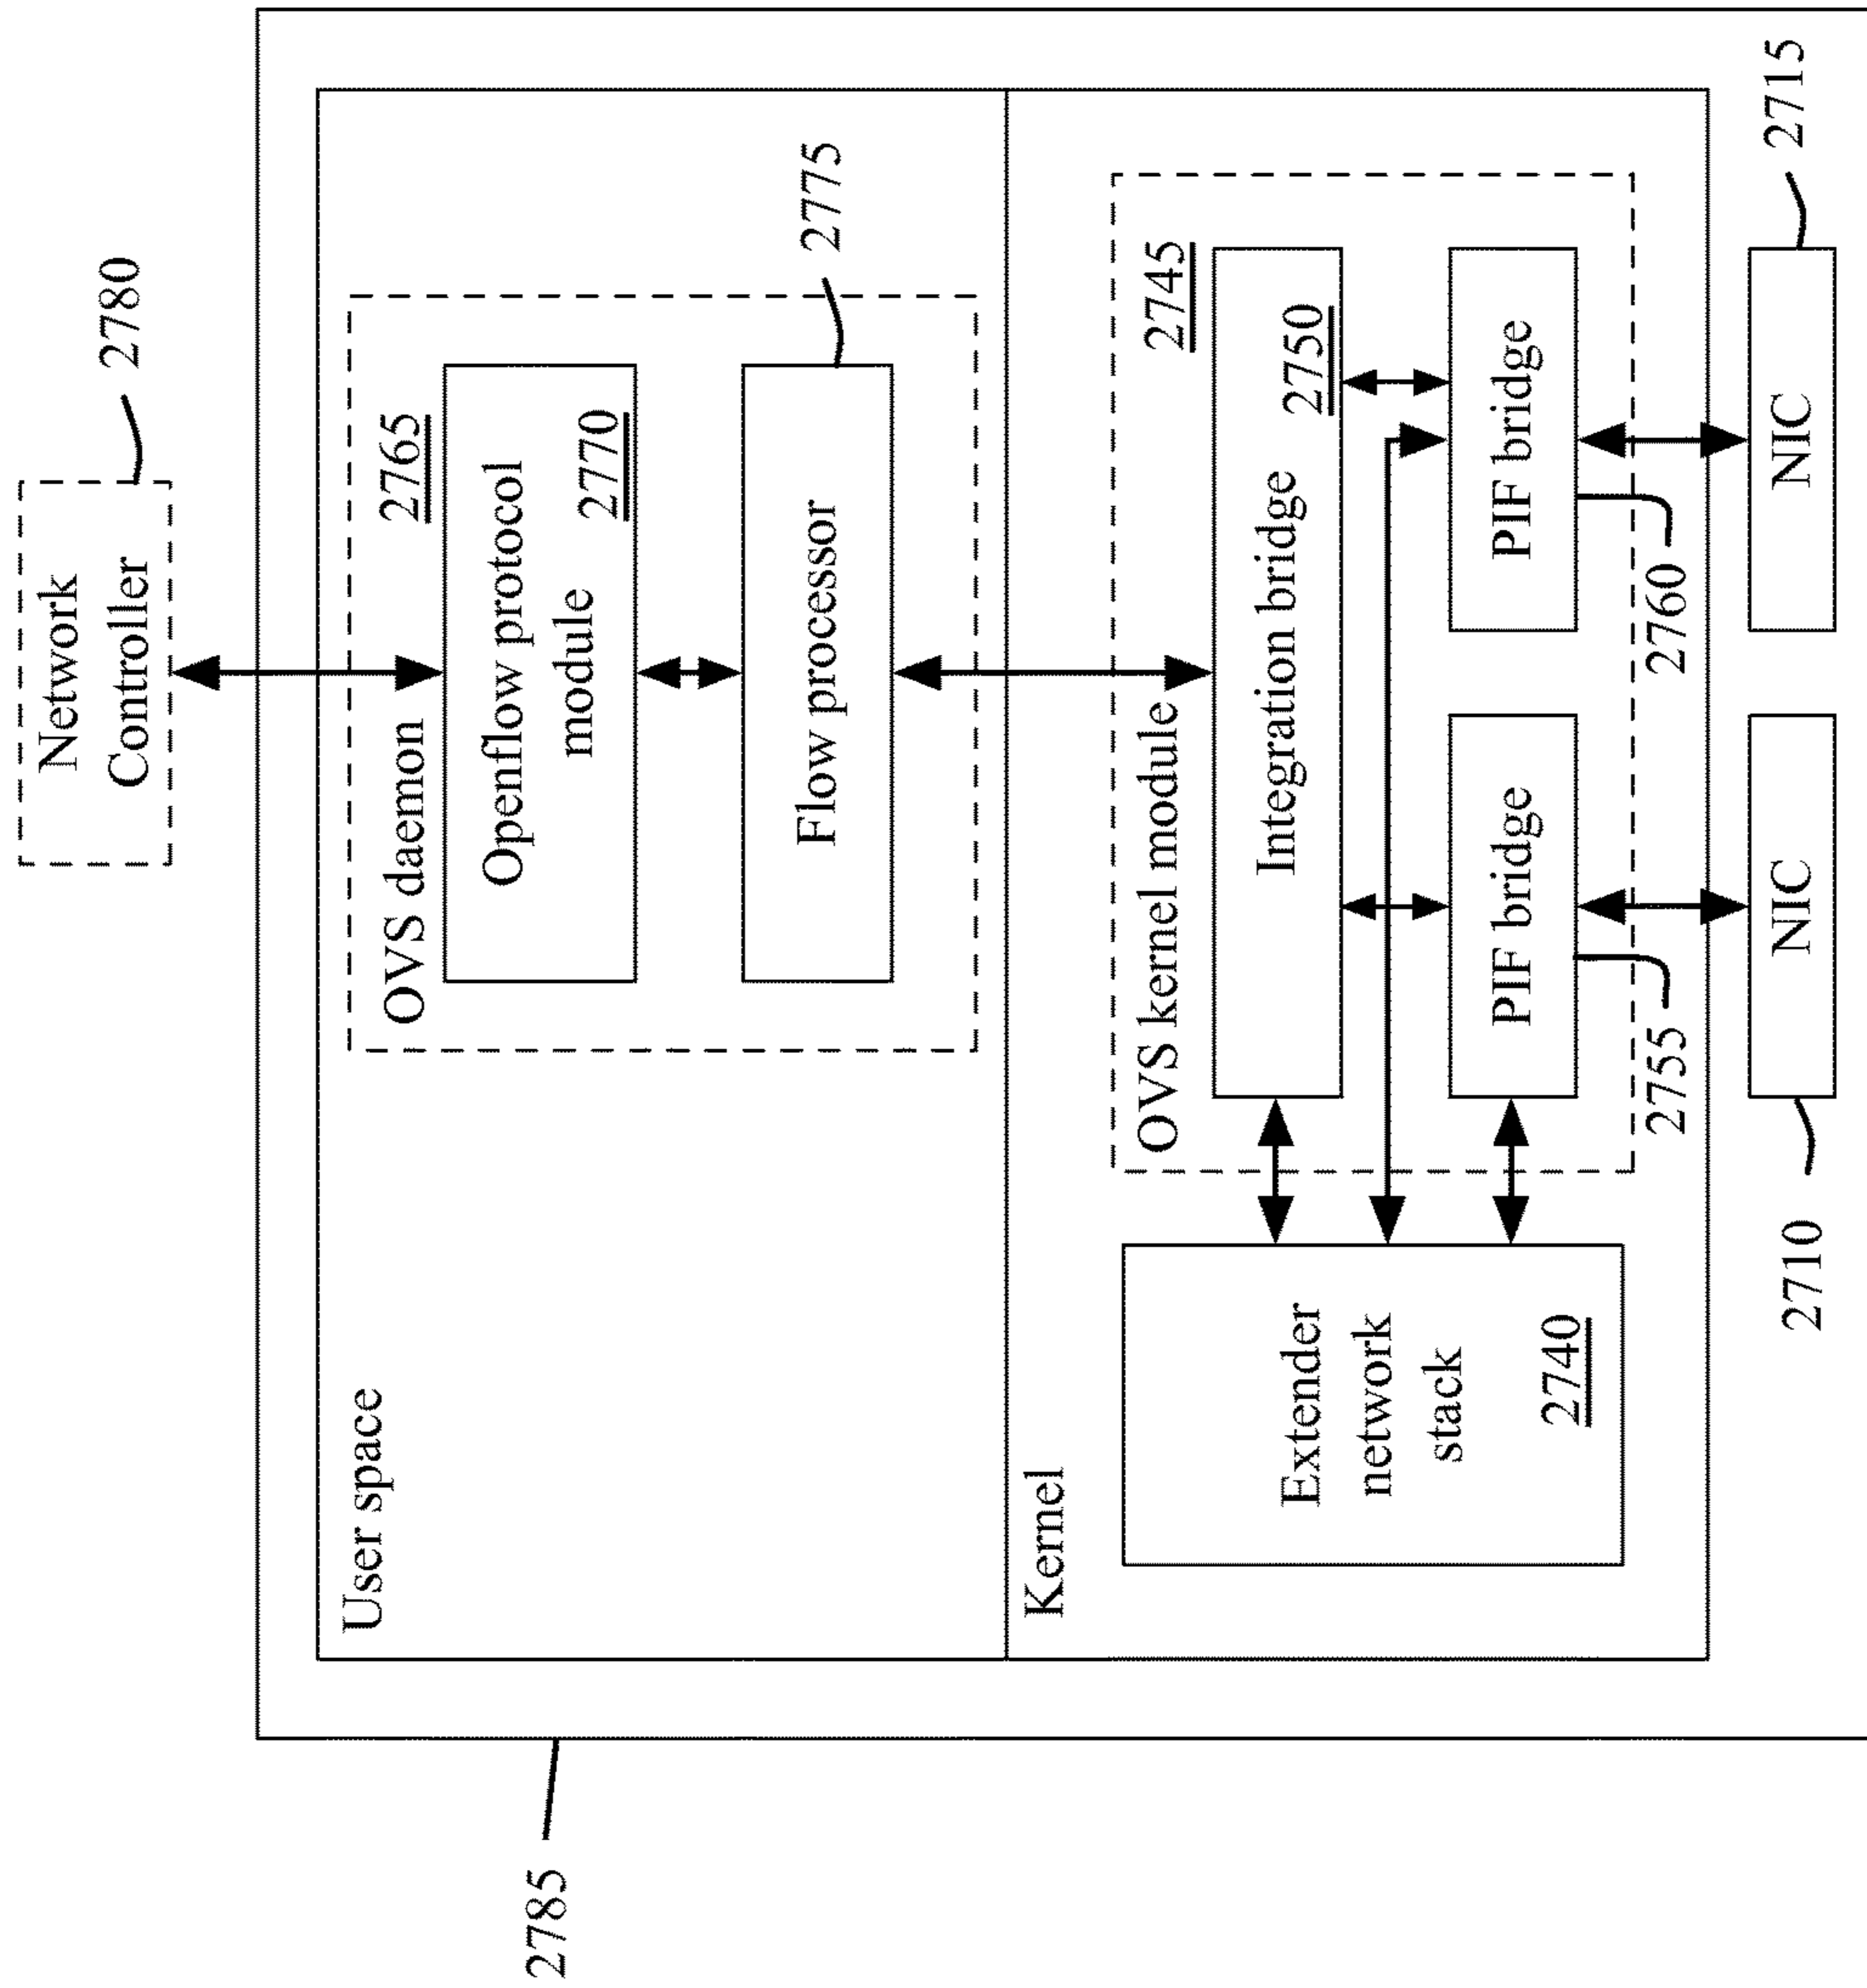 Network
Controller
2780
2785
User space
OVS daemon
2765
Openflow protocol
module
2770
Flow processor
2775
Kernel
OVS kernel module
2745
Integration bridge
2750
Extender
network
stack
2740
PIF bridge
PIF bridge
2755
2760
NIC
NIC
2710
2715